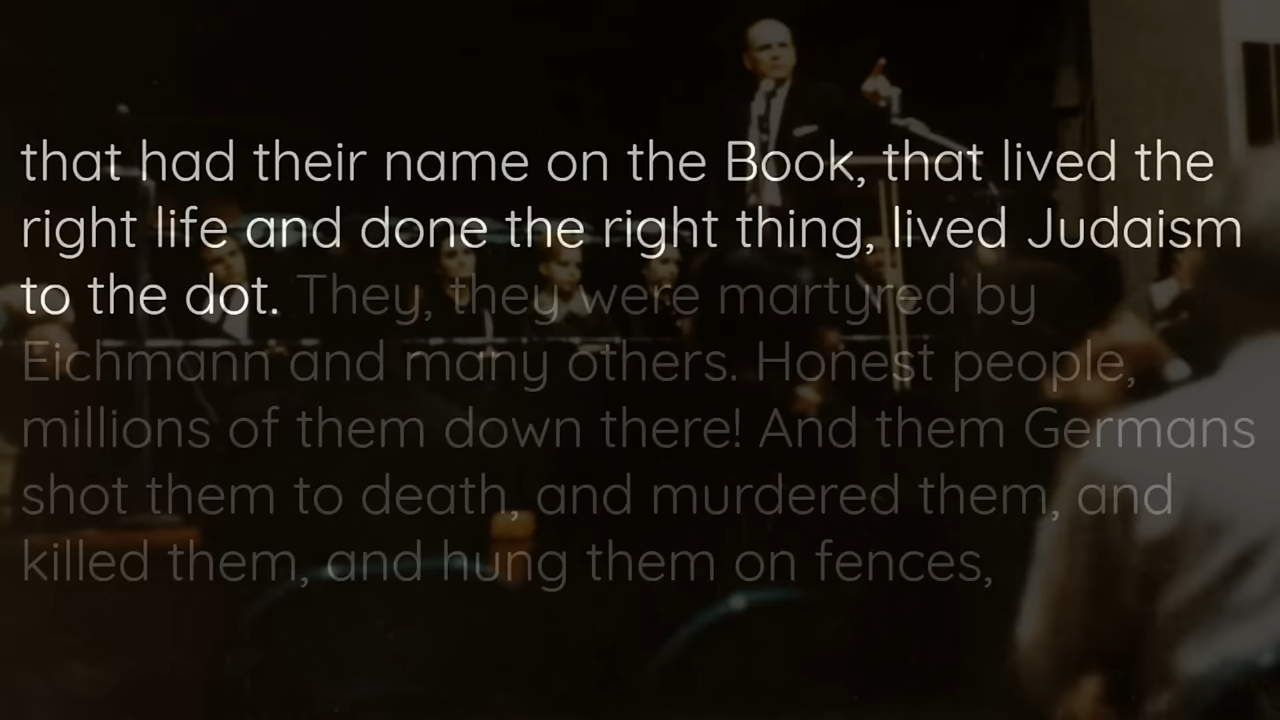 that had their name on the Book, that lived the
right life and done the right thing, lived Judaism
to the dot. They, they were martyred by
Eichmann and many others. Honest people,
millions of them down there! And them Germans
shot them to death, and murdered them, and
killed them, and hung them on fences,